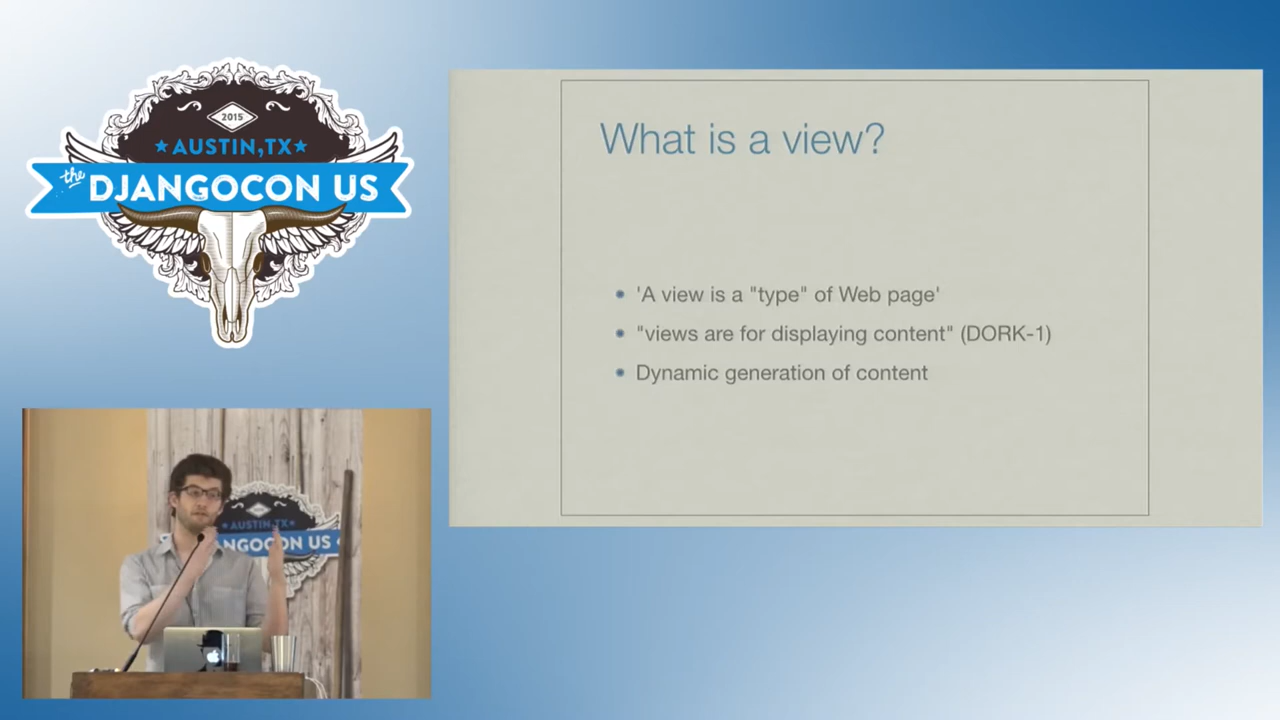 2015
AUSTIN, TX
the
DJANGOCON US
What is a view?
'A view is a "type" of Web page'
"views are for displaying content" (DORK-1)
Dynamic generation of content
AUSTIN,TX
NGOCON US